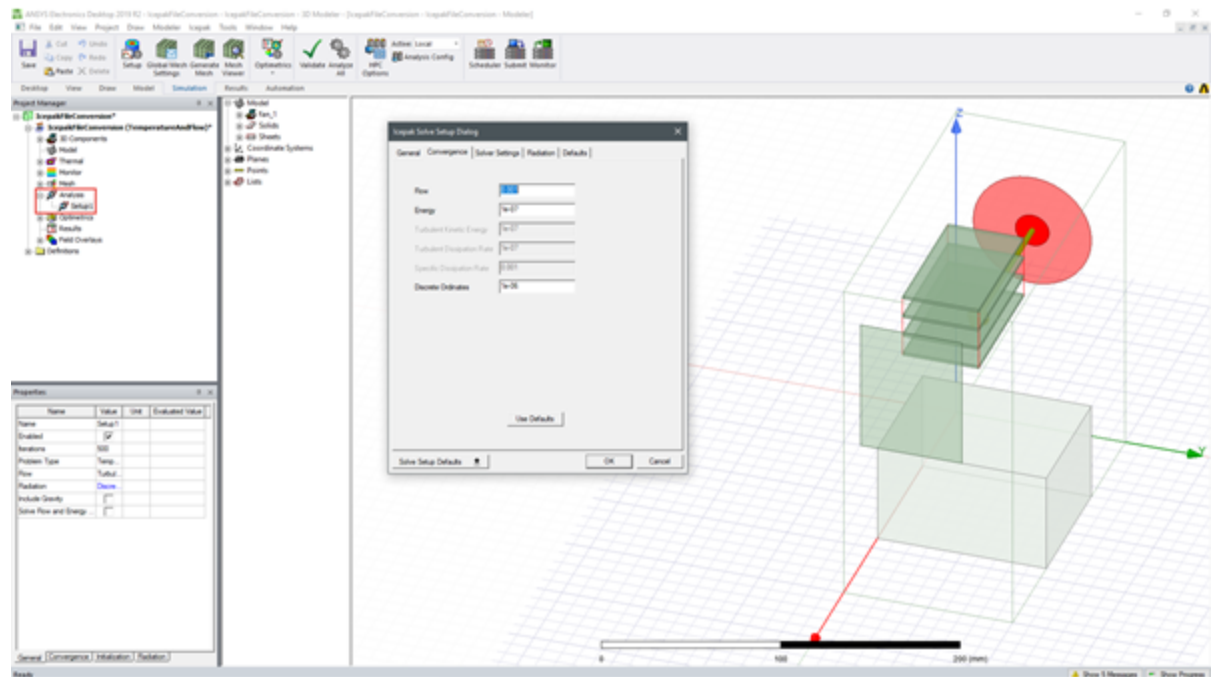 ANSYS Electronics Desktop 2019 R2 - IcepakFileConversion - IcepakFileConversion - 3D Modeler - [IcepakFileConversion - IcepakFileConversion - Modeler]
File Edit View Project Draw Modeler Icepak Tools Window Help
Save
Cut
Copy
Paste
Undo
Redo
Delete
Setup
Global Mesh Settings
Generate Mesh
Mesh Viewer
Optimetrics
Validate
Analyze All
HPC Options
Active: Local
Analysis Config
Scheduler
Submit
Monitor
Desktop View Draw Model Simulation Results Automation
Project Manager
IcepakFileConversion*
IcepakFileConversion (TemperatureAndFlow)*
3D Components
Model
Thermal
Monitor
Mesh
Analysis
Setup1
Optimetrics
Results
Field Overlays
Definitions
Model
fan_1
Solids
Sheets
Coordinate Systems
Planes
Points
Lists
Icepak Solve Setup Dialog
General Convergence Solver Settings Radiation Defaults
Flow 0.001
Energy 1e-07
Turbulent Kinetic Energy 1e-07
Turbulent Dissipation Rate 1e-07
Specific Dissipation Rate 0.001
Discrete Ordinates 1e-06
Use Defaults
Solve Setup Defaults OK Cancel
Z
Y
0 100 200 (mm)
Properties
Name Value Unit Evaluated Value
Name Setup1
Enabled
Iterations 500
Problem Type Temp...
Flow Turbul...
Radiation Discre...
Include Gravity
Solve Flow and Energy ...
General Convergence Initialization Radiation
Ready
Show 5 Messages Show Progress